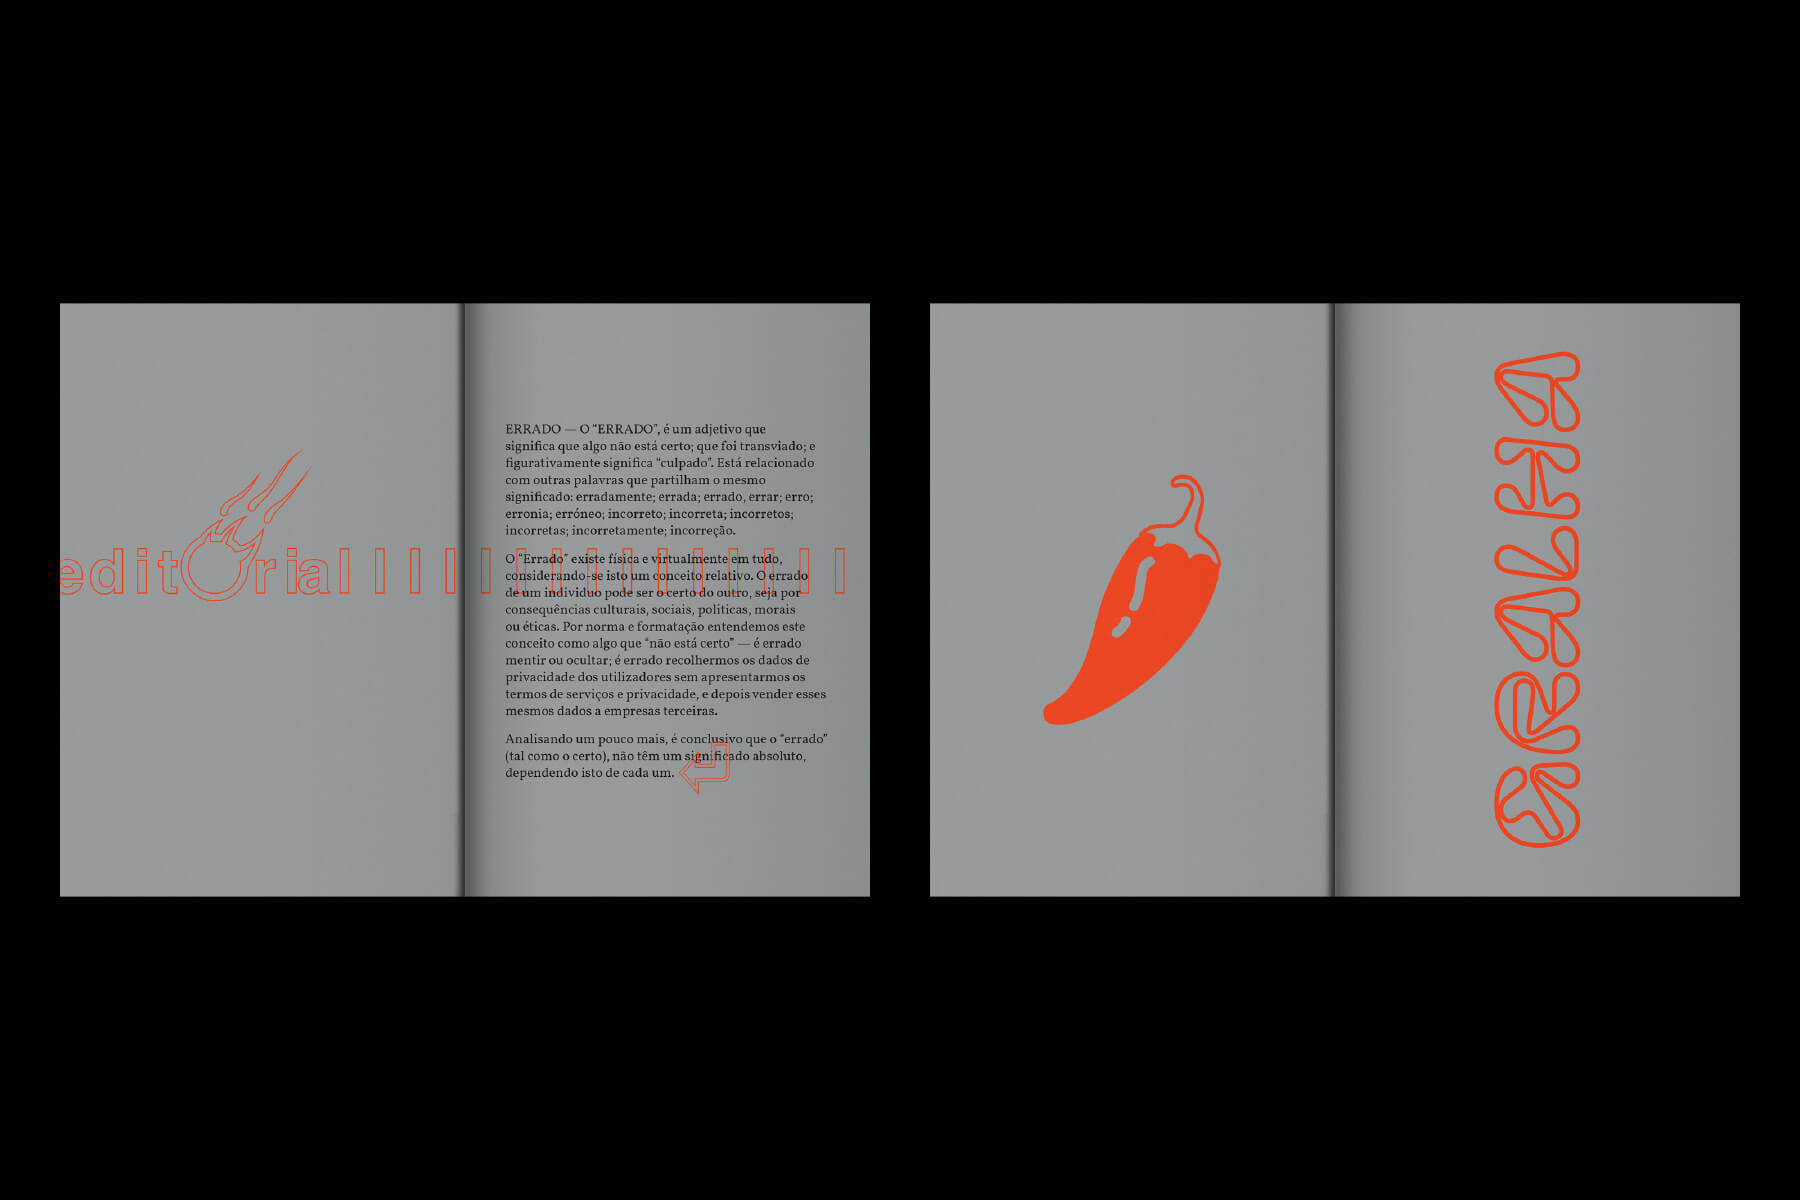 editorialllllllllllllll
ERRADO — O “ERRADO”, é um adjetivo que
significa que algo não está certo; que foi transviado; e
figurativamente significa “culpado”. Está relacionado
com outras palavras que partilham o mesmo
significado: erradamente; errada; errado, errar; erro;
erronia; erróneo; incorreto; incorreta; incorretos;
incorretas; incorretamente; incorreção.
O “Errado” existe física e virtualmente em tudo,
considerando-se isto um conceito relativo. O errado
de um indivíduo pode ser o certo do outro, seja por
consequências culturais, sociais, políticas, morais
ou éticas. Por norma e formatação entendemos este
conceito como algo que “não está certo” — é errado
mentir ou ocultar; é errado recolhermos os dados de
privacidade dos utilizadores sem apresentarmos os
termos de serviços e privacidade, e depois vender esses
mesmos dados a empresas terceiras.
Analisando um pouco mais, é conclusivo que o “errado”
(tal como o certo), não têm um significado absoluto,
dependendo isto de cada um.
GRALHA